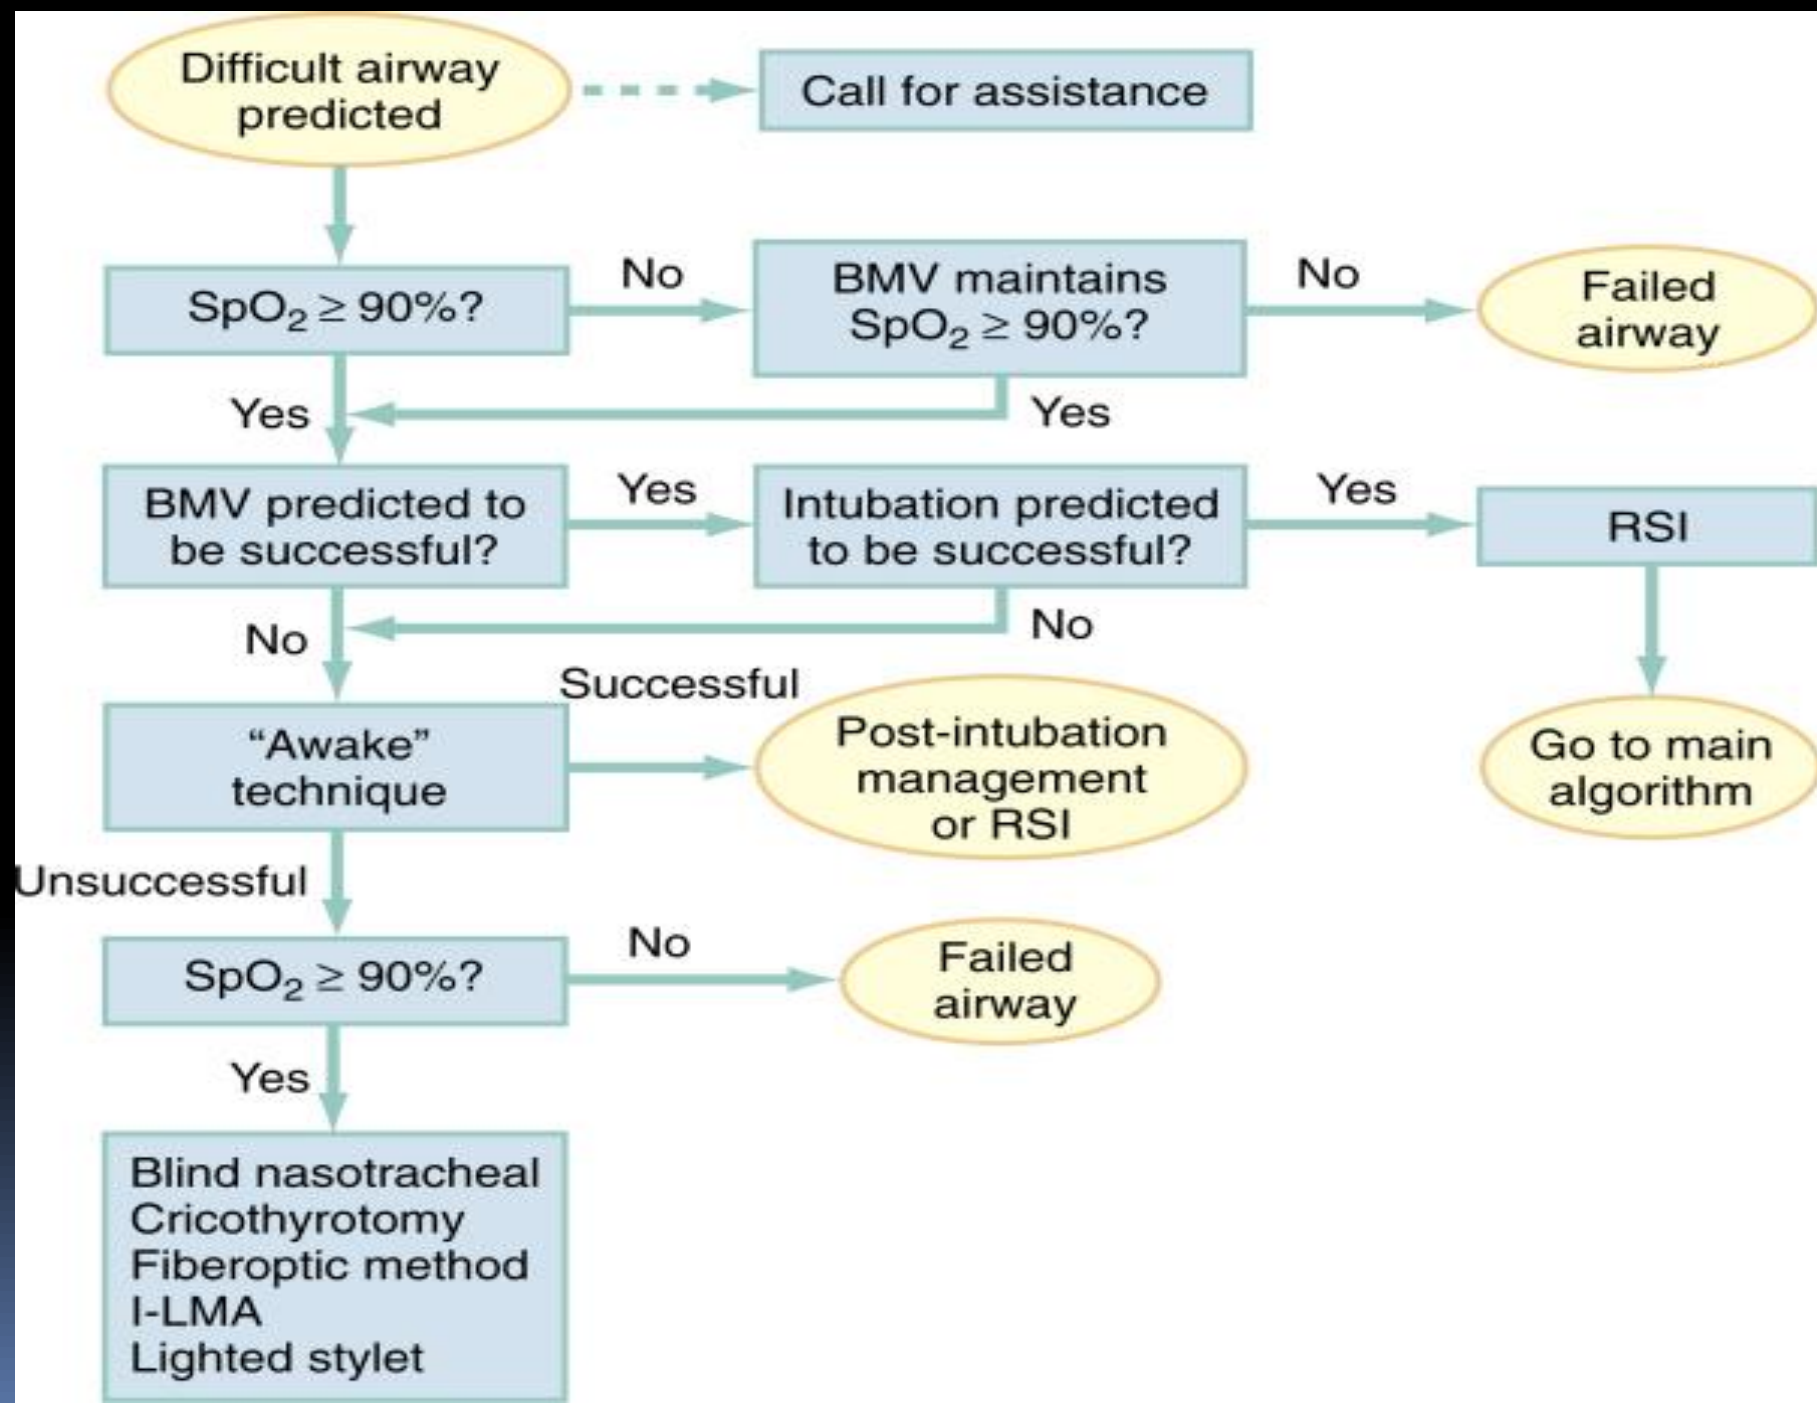 Difficult airway
predicted
Call for assistance
SpO₂ ≥ 90%?
No
BMV maintains
SpO₂ ≥ 90%?
No
Failed
airway
Yes
Yes
BMV predicted to
be successful?
Yes
Intubation predicted
to be successful?
Yes
RSI
No
No
“Awake”
technique
Successful
Post-intubation
management
or RSI
Go to main
algorithm
Unsuccessful
SpO₂ ≥ 90%?
No
Failed
airway
Yes
Blind nasotracheal
Cricothyrotomy
Fiberoptic method
I-LMA
Lighted stylet